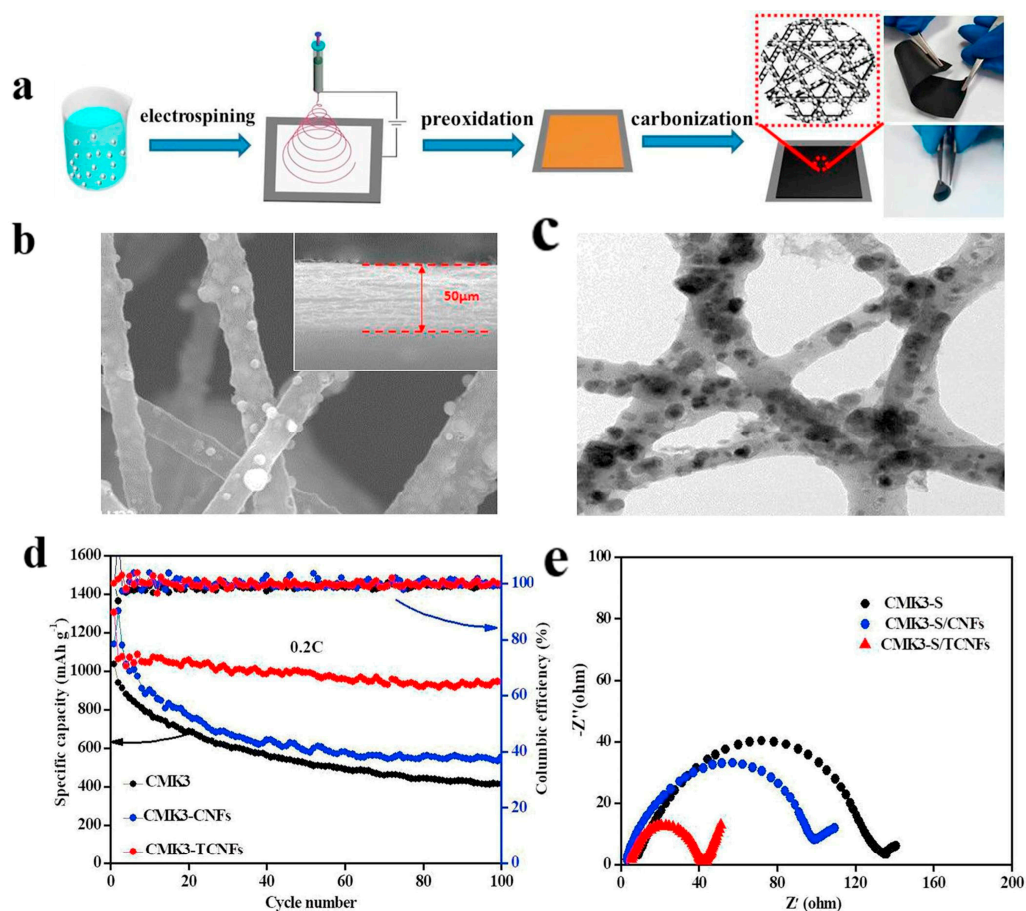 a
electrospining
preoxidation
carbonization
b
50μm
c
d
Specific capacity (mAh g⁻¹)
1600
1400
1200
1000
800
600
400
200
0
0.2C
CMK3
CMK3-CNFs
CMK3-TCNFs
100
80
60
40
20
0
Columbic efficiency (%)
0 20 40 60 80 100
Cycle number
e
-Z''(ohm)
100
80
60
40
20
0
CMK3-S
CMK3-S/CNFs
CMK3-S/TCNFs
0 40 80 120 160 200
Z' (ohm)